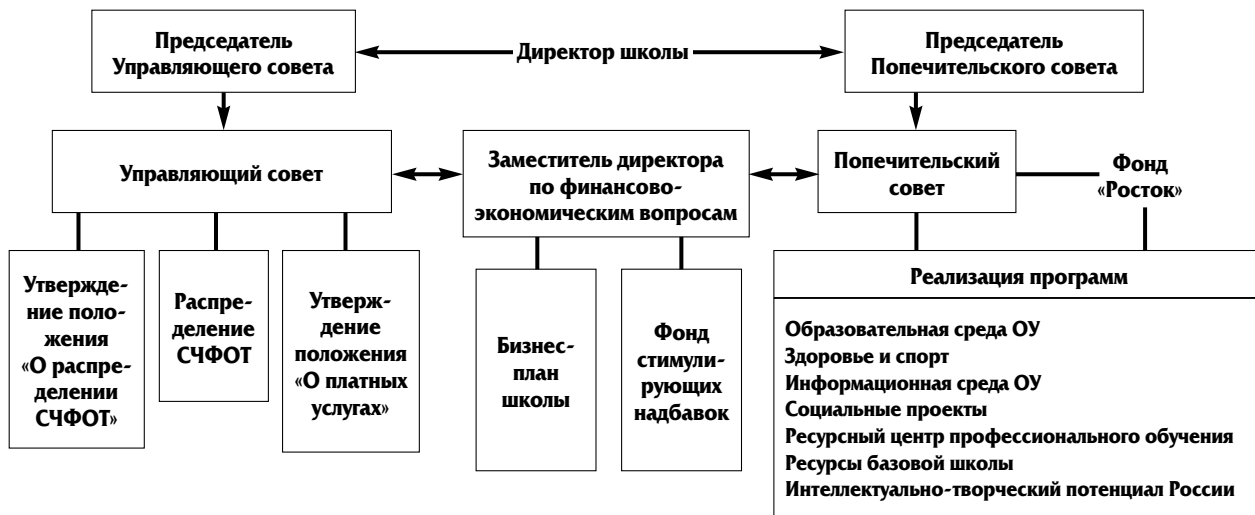 Председатель
Управляющего совета
Директор школы
Председатель
Попечительского совета
Управляющий совет
Заместитель директора
по финансово-
экономическим вопросам
Попечительский
совет
Фонд
«Росток»
Утвержде-
ние поло-
жения
«О распре-
делении
СЧФОТ»
Распре-
деление
СЧФОТ
Утверж-
дение
положения
«О платных
услугах»
Бизнес-
план
школы
Фонд
стимули-
рующих
надбавок
Реализация программ
Образовательная среда ОУ
Здоровье и спорт
Информационная среда ОУ
Социальные проекты
Ресурсный центр профессионального обучения
Ресурсы базовой школы
Интеллектуально-творческий потенциал России